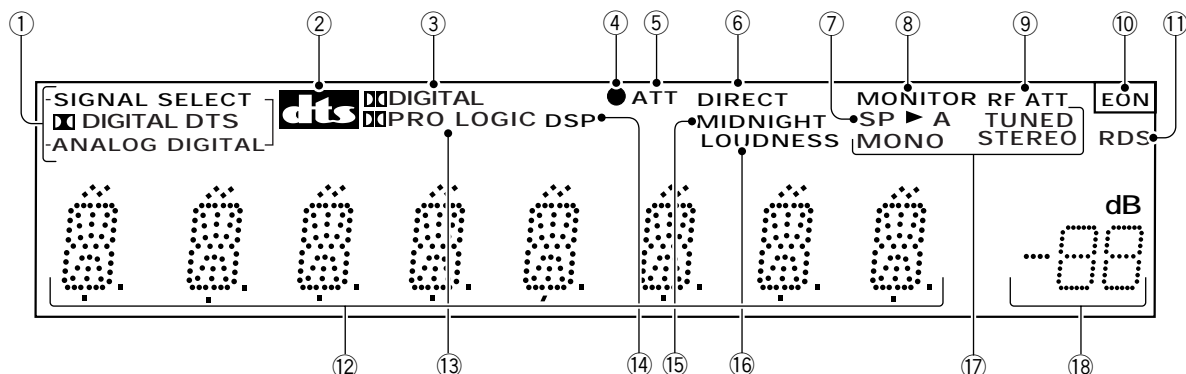 ① ② ③ ④ ⑤ ⑥ ⑦ ⑧ ⑨ ⑩ ⑪
SIGNAL SELECT
DIGITAL DTS
ANALOG DIGITAL
dts
DIGITAL
PRO LOGIC DSP
ATT
DIRECT
MIDNIGHT
LOUDNESS
MONITOR RF ATT
SP ► A TUNED
MONO STEREO
EON
RDS
dB
-88
⑫ ⑬ ⑭ ⑮ ⑯ ⑰ ⑱